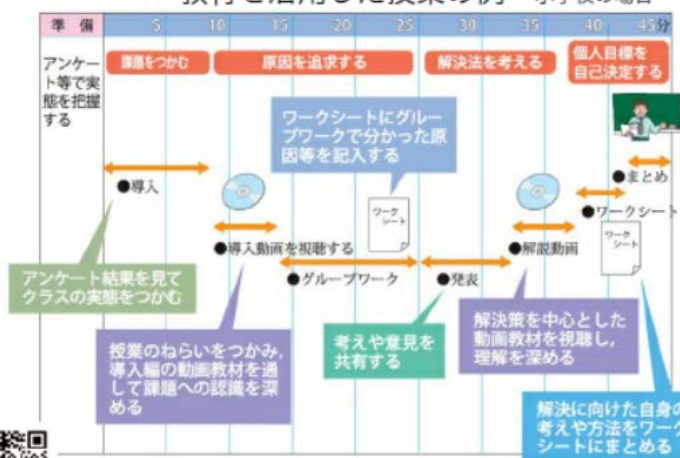 教材を活用した授業の例 小学校の場合
準備 5 10 15 20 25 30 35 40 45分
アンケー
ト等で実
態を把握
する
課題をつかむ
原因を追求する
解決法を考える
個人目標を
自己決定する
ワークシートにグルー
プワークで分かった原
因等を記入する
●まとめ
●導入
ワーク
シート
●ワークシート
●導入動画を視聴する
●解説動画
ワーク
シート
●グループワーク
●発表
アンケート結果を見て
クラスの実態をつかむ
授業のねらいをつかみ,
導入編の動画教材を通
して課題への認識を深
める
考えや意見を
共有する
解決策を中心とした
動画教材を視聴し,
理解を深める
解決に向けた自身の
考えや方法をワーク
シートにまとめる